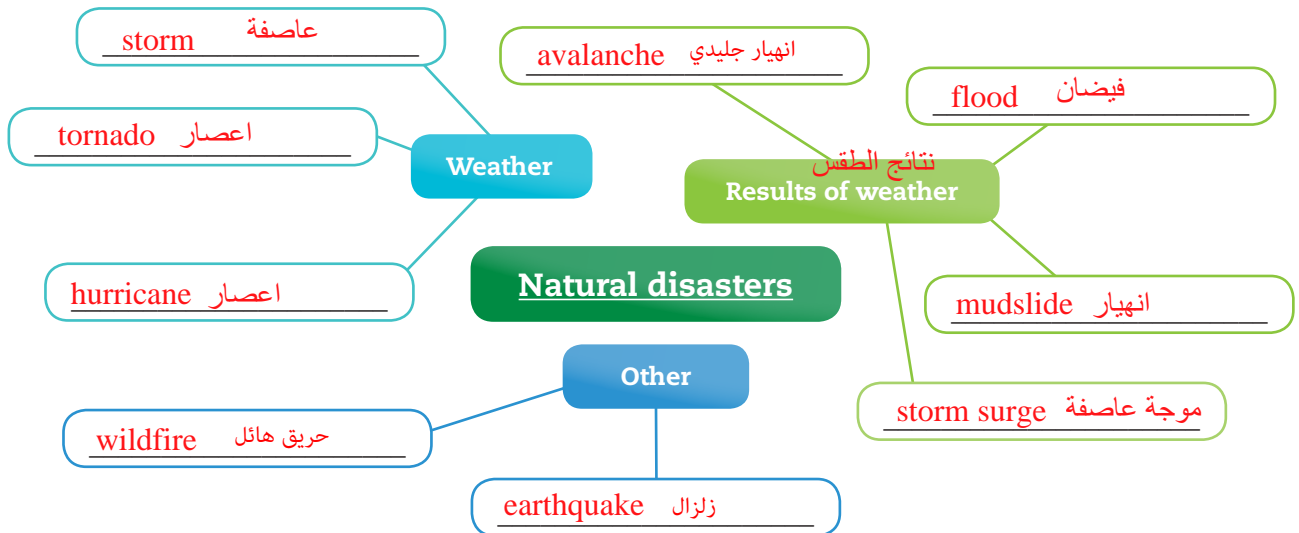 storm عاصفة
tornado اعصار
hurricane اعصار
Weather
avalanche انهيار جليدي
flood فيضان
نتائج الطقس
Results of weather
mudslide انهيار
storm surge موجة عاصفة
Natural disasters
Other
wildfire حريق هائل
earthquake زلزال